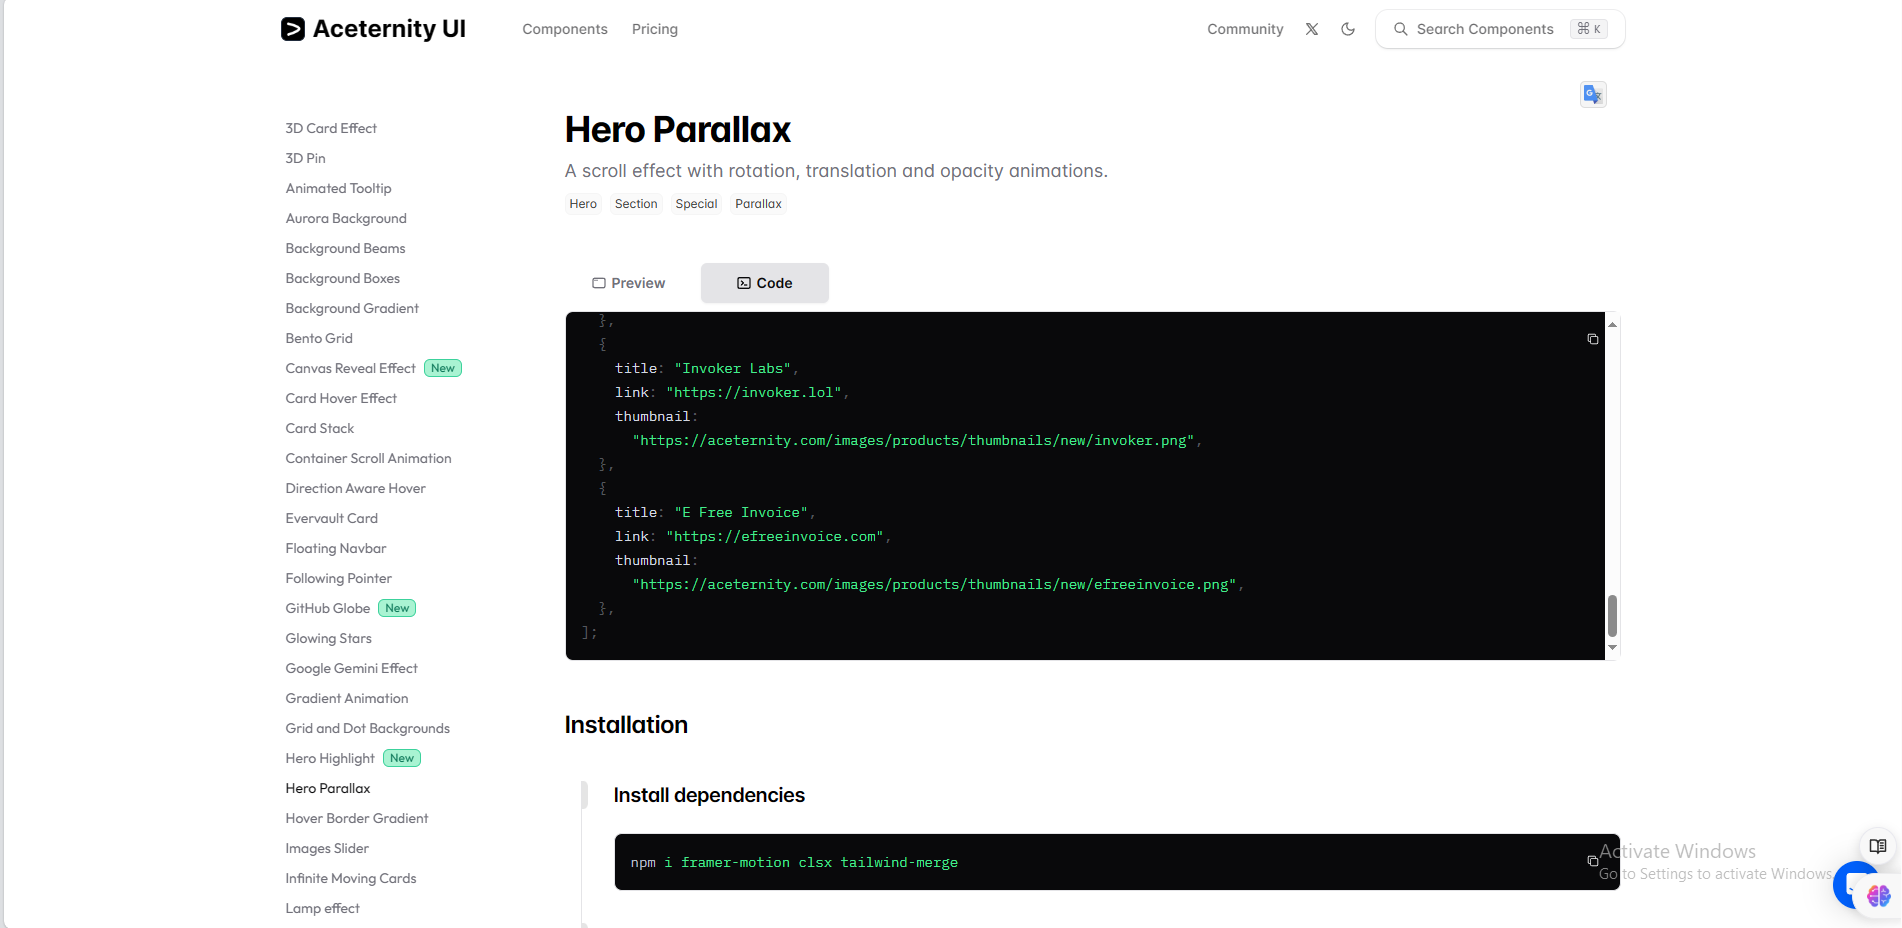 Aceternity UI
Components
Pricing
Community
Search Components
⌘ K
3D Card Effect
3D Pin
Animated Tooltip
Aurora Background
Background Beams
Background Boxes
Background Gradient
Bento Grid
Canvas Reveal Effect New
Card Hover Effect
Card Stack
Container Scroll Animation
Direction Aware Hover
Evervault Card
Floating Navbar
Following Pointer
GitHub Globe New
Glowing Stars
Google Gemini Effect
Gradient Animation
Grid and Dot Backgrounds
Hero Highlight New
Hero Parallax
Hover Border Gradient
Images Slider
Infinite Moving Cards
Lamp effect
Hero Parallax
A scroll effect with rotation, translation and opacity animations.
Hero Section Special Parallax
Preview
Code
},
{
title: "Invoker Labs",
link: "https://invoker.lol",
thumbnail:
"https://aceternity.com/images/products/thumbnails/new/invoker.png",
},
{
title: "E Free Invoice",
link: "https://efreeinvoice.com",
thumbnail:
"https://aceternity.com/images/products/thumbnails/new/efreeinvoice.png",
},
];
Installation
Install dependencies
npm i framer-motion clsx tailwind-merge
Activate Windows
Go to Settings to activate Windows.